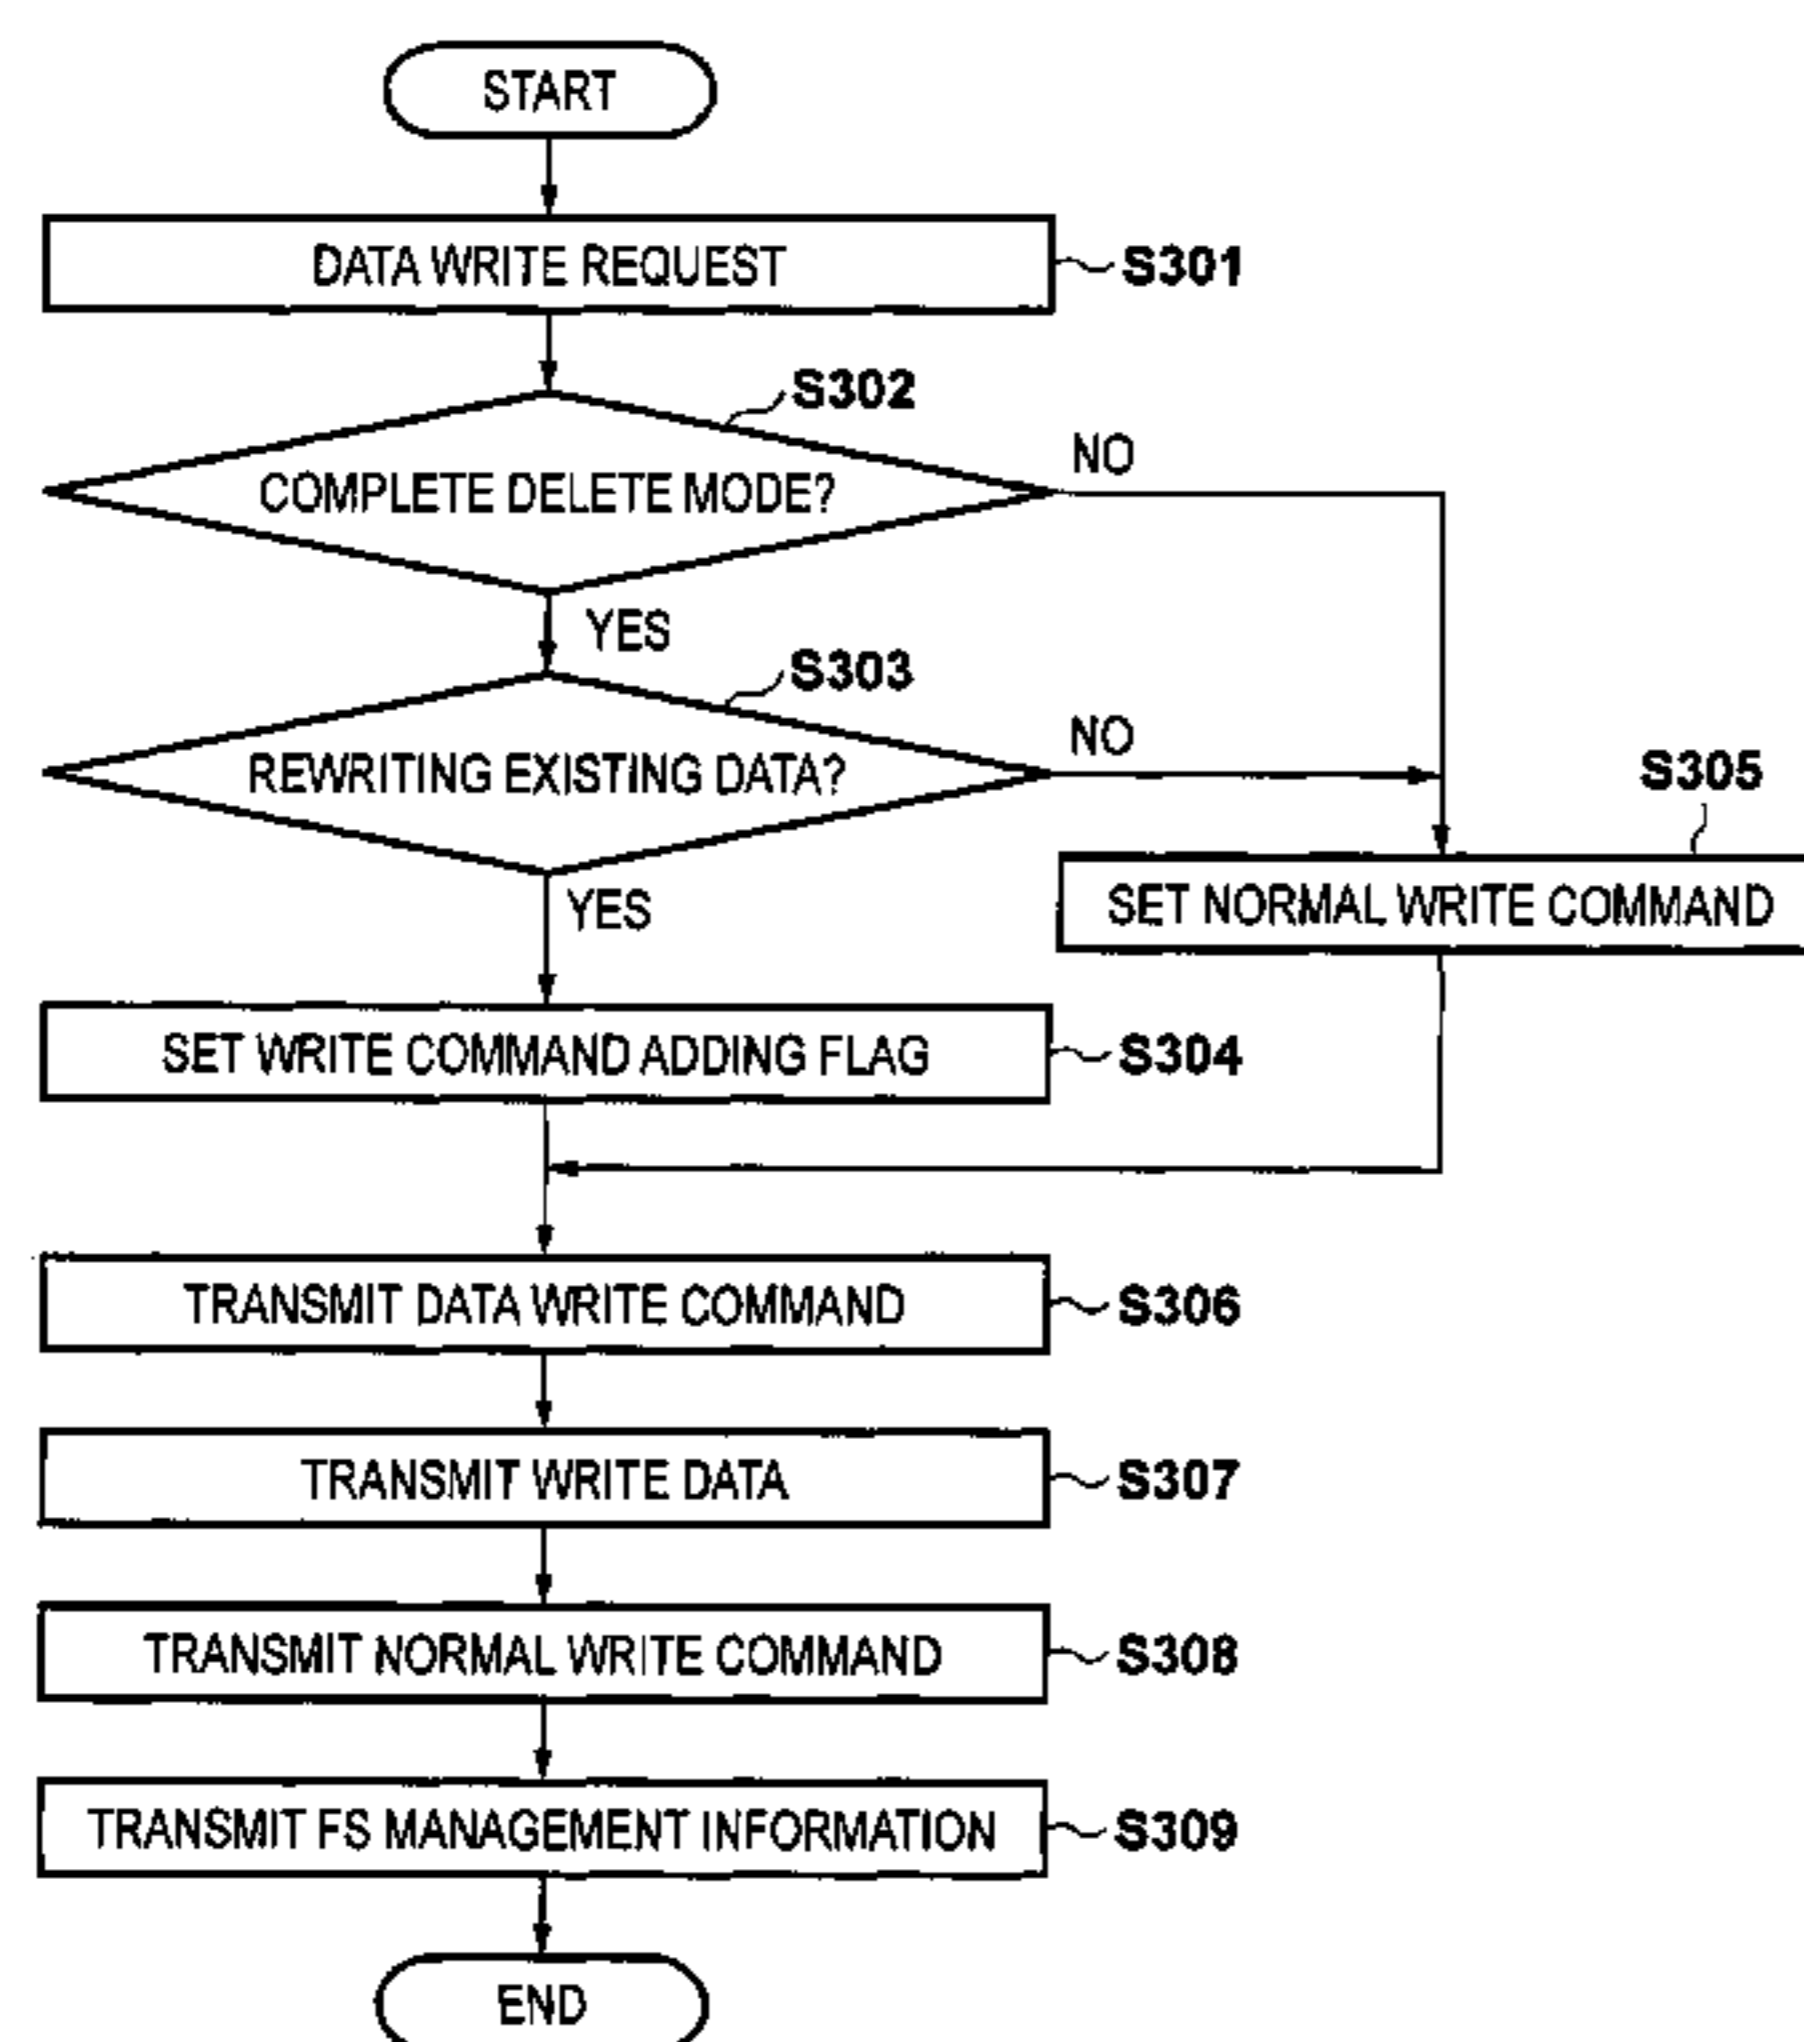 START
DATA WRITE REQUEST
S301
S302
COMPLETE DELETE MODE?
NO
YES
S303
REWRITING EXISTING DATA?
NO
S305
SET NORMAL WRITE COMMAND
YES
SET WRITE COMMAND ADDING FLAG
S304
TRANSMIT DATA WRITE COMMAND
S306
TRANSMIT WRITE DATA
S307
TRANSMIT NORMAL WRITE COMMAND
S308
TRANSMIT FS MANAGEMENT INFORMATION
S309
END